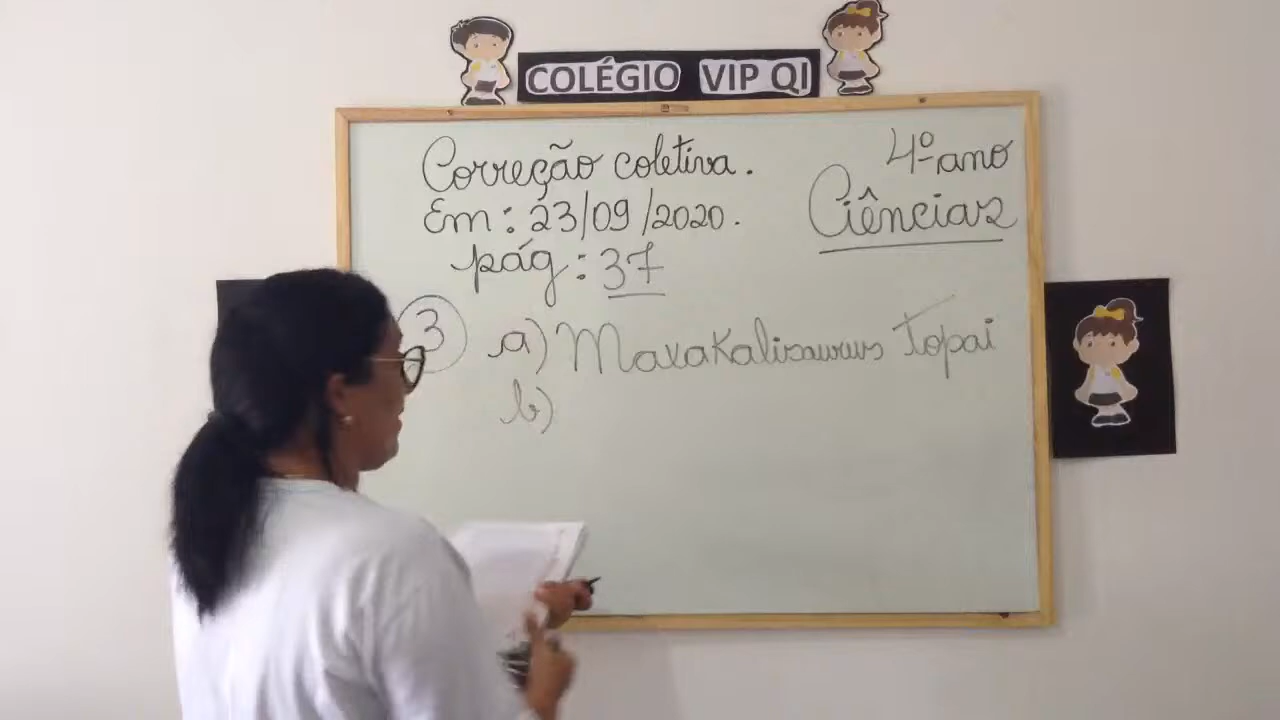 COLÉGIO VIP QI
Correção coletiva.
4º ano
Em: 23/09/2020.
Ciências
pág: 37
3 a) Maxakalisaurus topai
b)